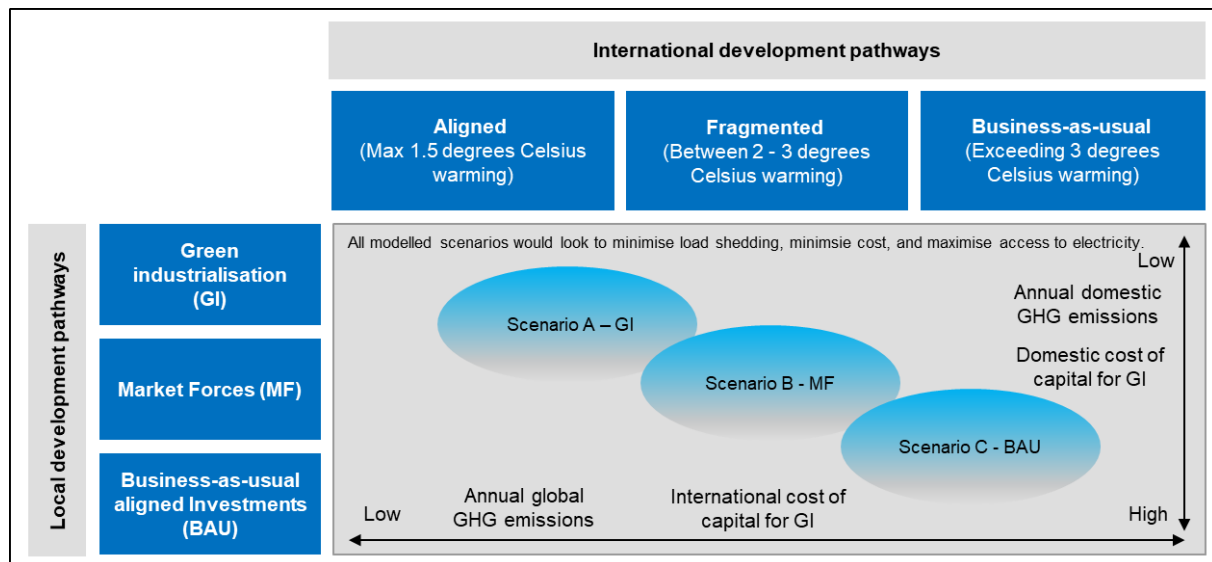 International development pathways
Aligned
(Max 1.5 degrees Celsius
warming)
Fragmented
(Between 2 - 3 degrees
Celsius warming)
Business-as-usual
(Exceeding 3 degrees
Celsius warming)
Local development pathways
Green
industrialisation
(GI)
Market Forces (MF)
Business-as-usual
aligned Investments
(BAU)
All modelled scenarios would look to minimise load shedding, minimsie cost, and maximise access to electricity.
Low
Annual domestic
GHG emissions
Domestic cost of
capital for GI
Scenario A – GI
Scenario B - MF
Scenario C - BAU
Low
Annual global
GHG emissions
International cost of
capital for GI
High